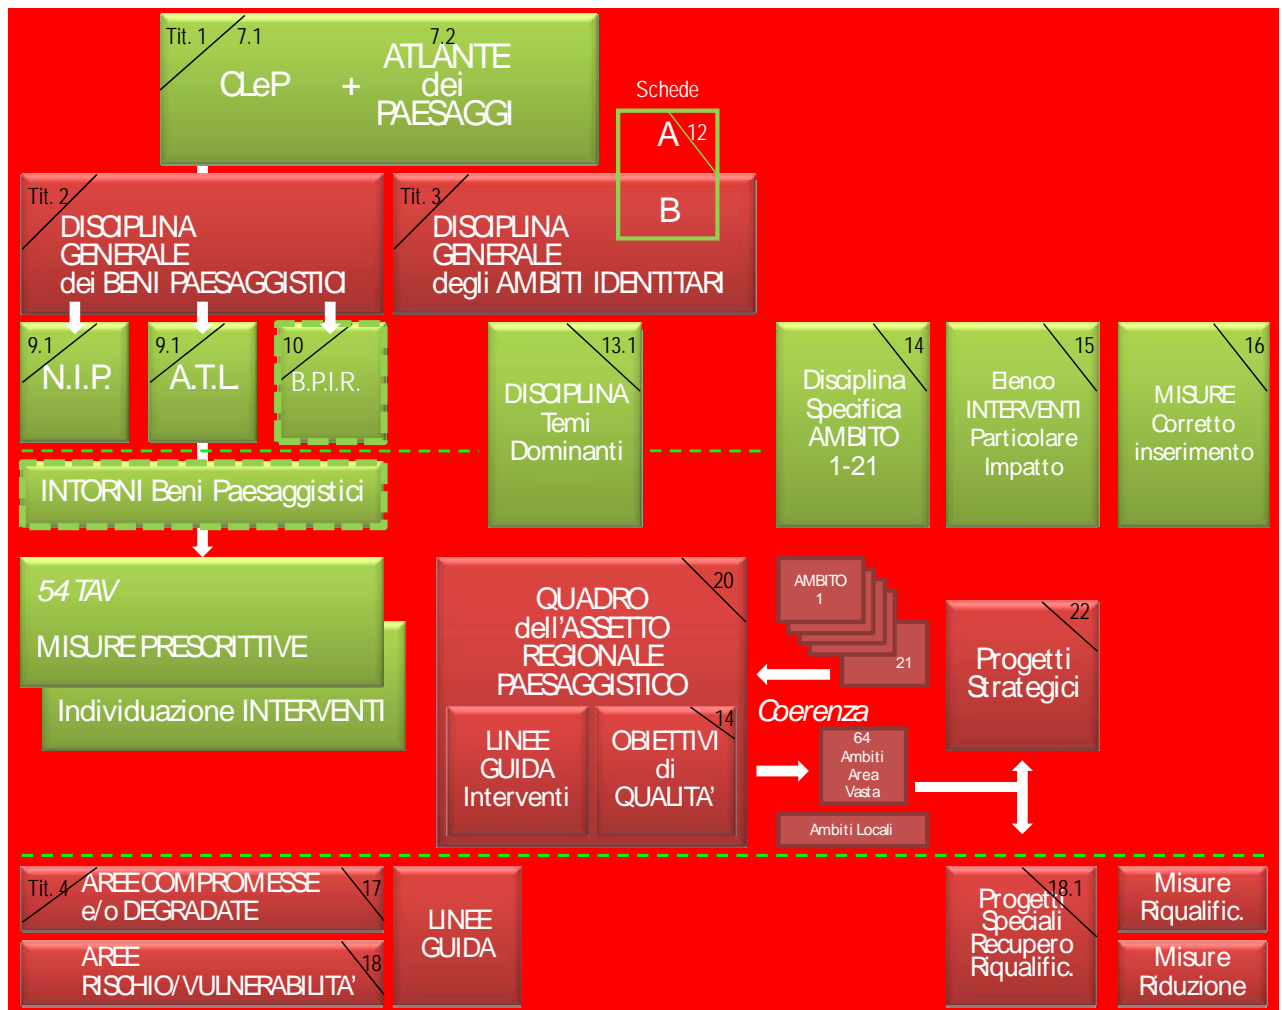 Tit. 1
7.1
7.2
CLeP
+
ATLANTE
dei
PAESAGGI
Schede
A
12
B
Tit. 2
DISCIPLINA
GENERALE
dei BENI PAESAGGISTICI
Tit. 3
DISCIPLINA
GENERALE
degli AMBITI IDENTITARI
9.1
N.I.P.
9.1
A.T.L.
10
B.P.I.R.
13.1
DISCIPLINA
Temi
Dominanti
14
Disciplina
Specifica
AMBITO
1-21
15
Elenco
INTERVENTI
Particolare
Impatto
16
MISURE
Corretto
inserimento
INTORNI Beni Paesaggistici
54 TAV
MISURE PRESCRITTIVE
Individuazione INTERVENTI
20
QUADRO
dell'ASSETTO
REGIONALE
PAESAGGISTICO
LINEE
GUIDA
Interventi
14
OBIETTIVI
di
QUALITA'
AMBITO
1
21
Coerenza
64
Ambiti
Area
Vasta
Ambiti Locali
22
Progetti
Strategici
Tit. 4
AREE COMPROMESSE
e/o DEGRADATE
17
AREE
RISCHIO/VULNERABILITA'
18
LINEE
GUIDA
18.1
Progetti
Speciali
Recupero
Riqualific.
Misure
Riqualific.
Misure
Riduzione